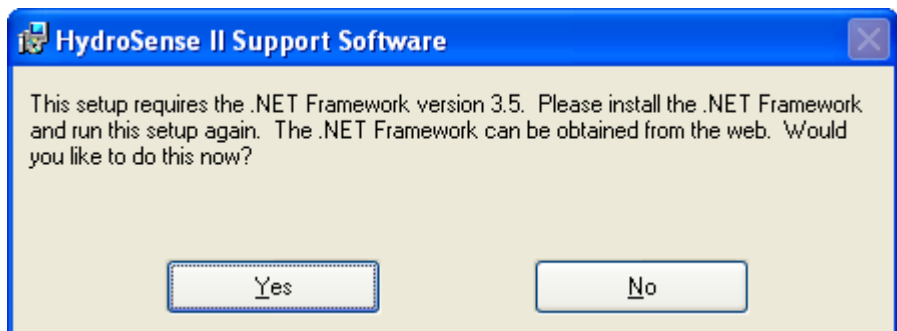 HydroSense II Support Software
This setup requires the .NET Framework version 3.5.  Please install the .NET Framework
and run this setup again.  The .NET Framework can be obtained from the web.  Would
you like to do this now?
Yes
No